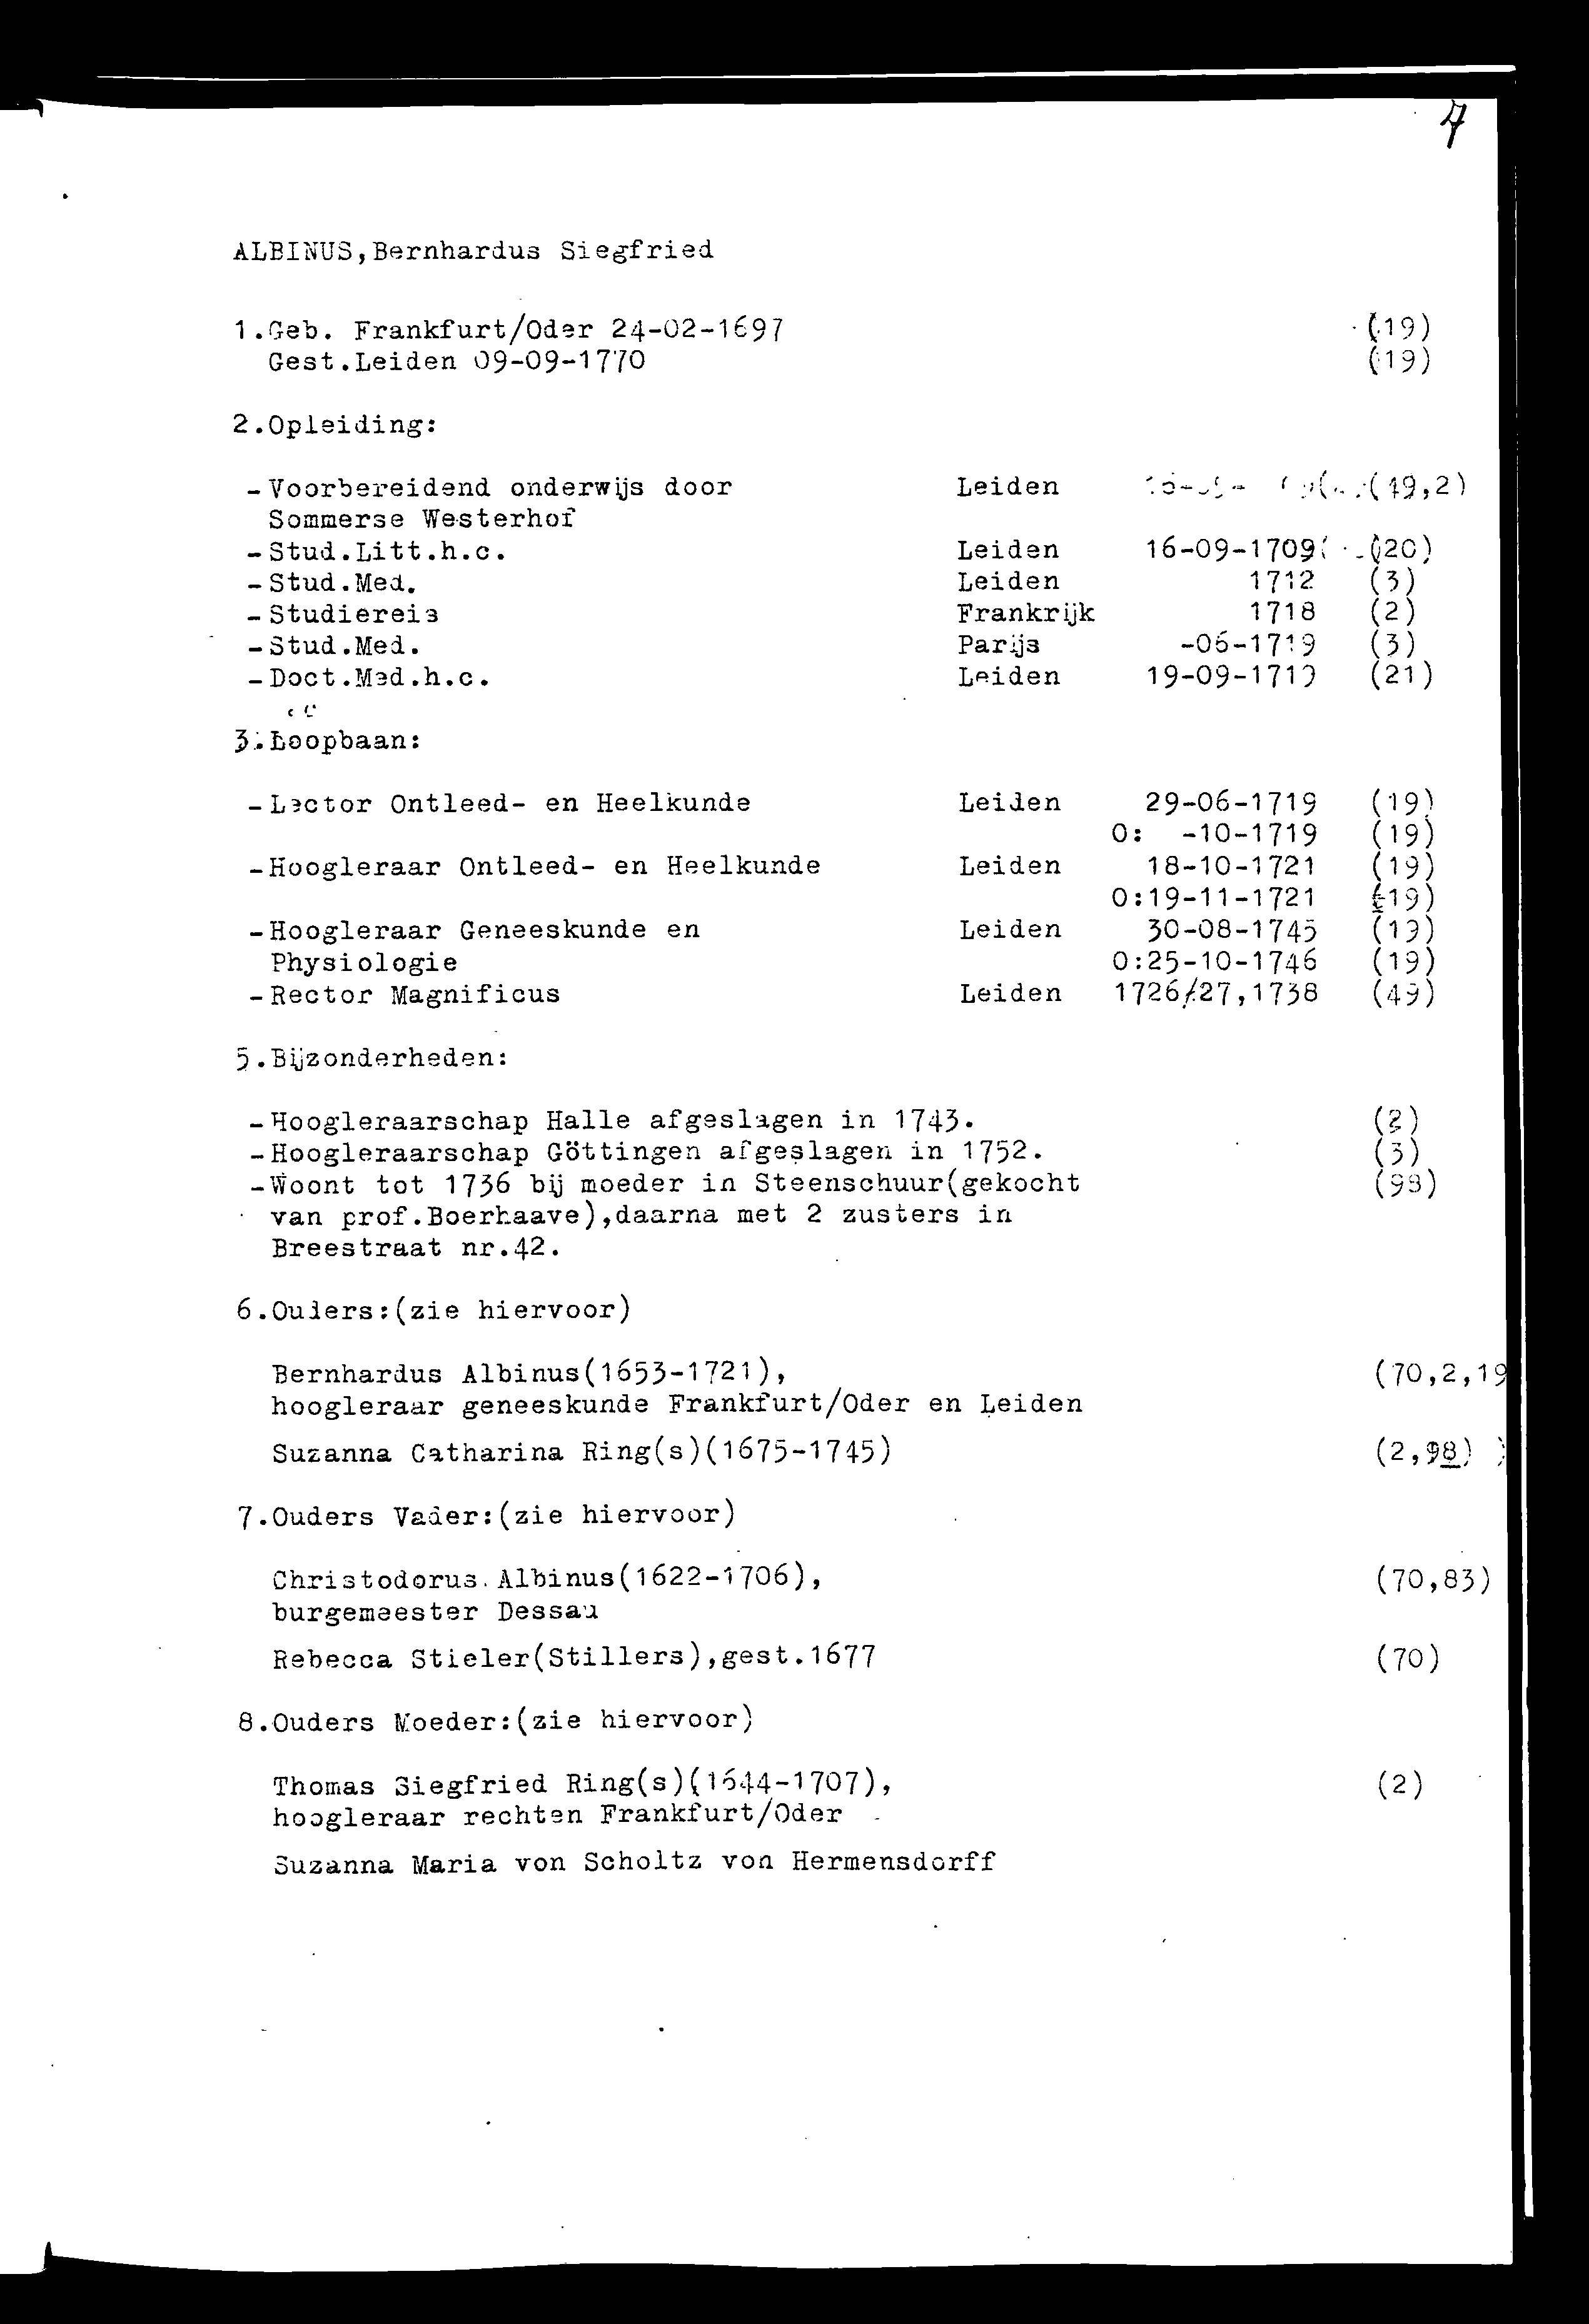 7
ALBINUS,Bernhardus Siegfried
1.Geb. Frankfurt/Oder 24-02-1697 (19)
Gest.Leiden 09-09-1770 (19)
2.Opleiding:
-Voorbereidend onderwijs door Leiden (19,2)
Sommerse Westerhof
-Stud.Litt.h.c. Leiden 16-09-1709 (20)
-Stud.Med. Leiden 1712 (3)
-Studiereis Frankrijk 1718 (2)
-Stud.Med. Parijs -06-1719 (3)
-Doct.Med.h.c. Leiden 19-09-1719 (21)
3.Loopbaan:
-Lector Ontleed- en Heelkunde Leiden 29-06-1719 (19)
O: -10-1719 (19)
-Hoogleraar Ontleed- en Heelkunde Leiden 18-10-1721 (19)
O:19-11-1721 (19)
-Hoogleraar Geneeskunde en Leiden 30-08-1745 (19)
Physiologie O:25-10-1746 (19)
-Rector Magnificus Leiden 1726/27,1738 (49)
5.Bijzonderheden:
-Hoogleraarschap Halle afgeslagen in 1743. (2)
-Hoogleraarschap Göttingen afgeslagen in 1752. (3)
-Woont tot 1736 bij moeder in Steenschuur(gekocht (98)
van prof.Boerhaave),daarna met 2 zusters in
Breestraat nr.42.
6.Ouders:(zie hiervoor)
Bernhardus Albinus(1653-1721), (70,2,19
hoogleraar geneeskunde Frankfurt/Oder en Leiden
Suzanna Catharina Ring(s)(1675-1745) (2,98)
7.Ouders Vader:(zie hiervoor)
Christodorus Albinus(1622-1706), (70,83)
burgemeester Dessau
Rebecca Stieler(Stillers),gest.1677 (70)
8.Ouders Moeder:(zie hiervoor)
Thomas Siegfried Ring(s)(1644-1707), (2)
hoogleraar rechten Frankfurt/Oder
Suzanna Maria von Scholtz von Hermensdorff